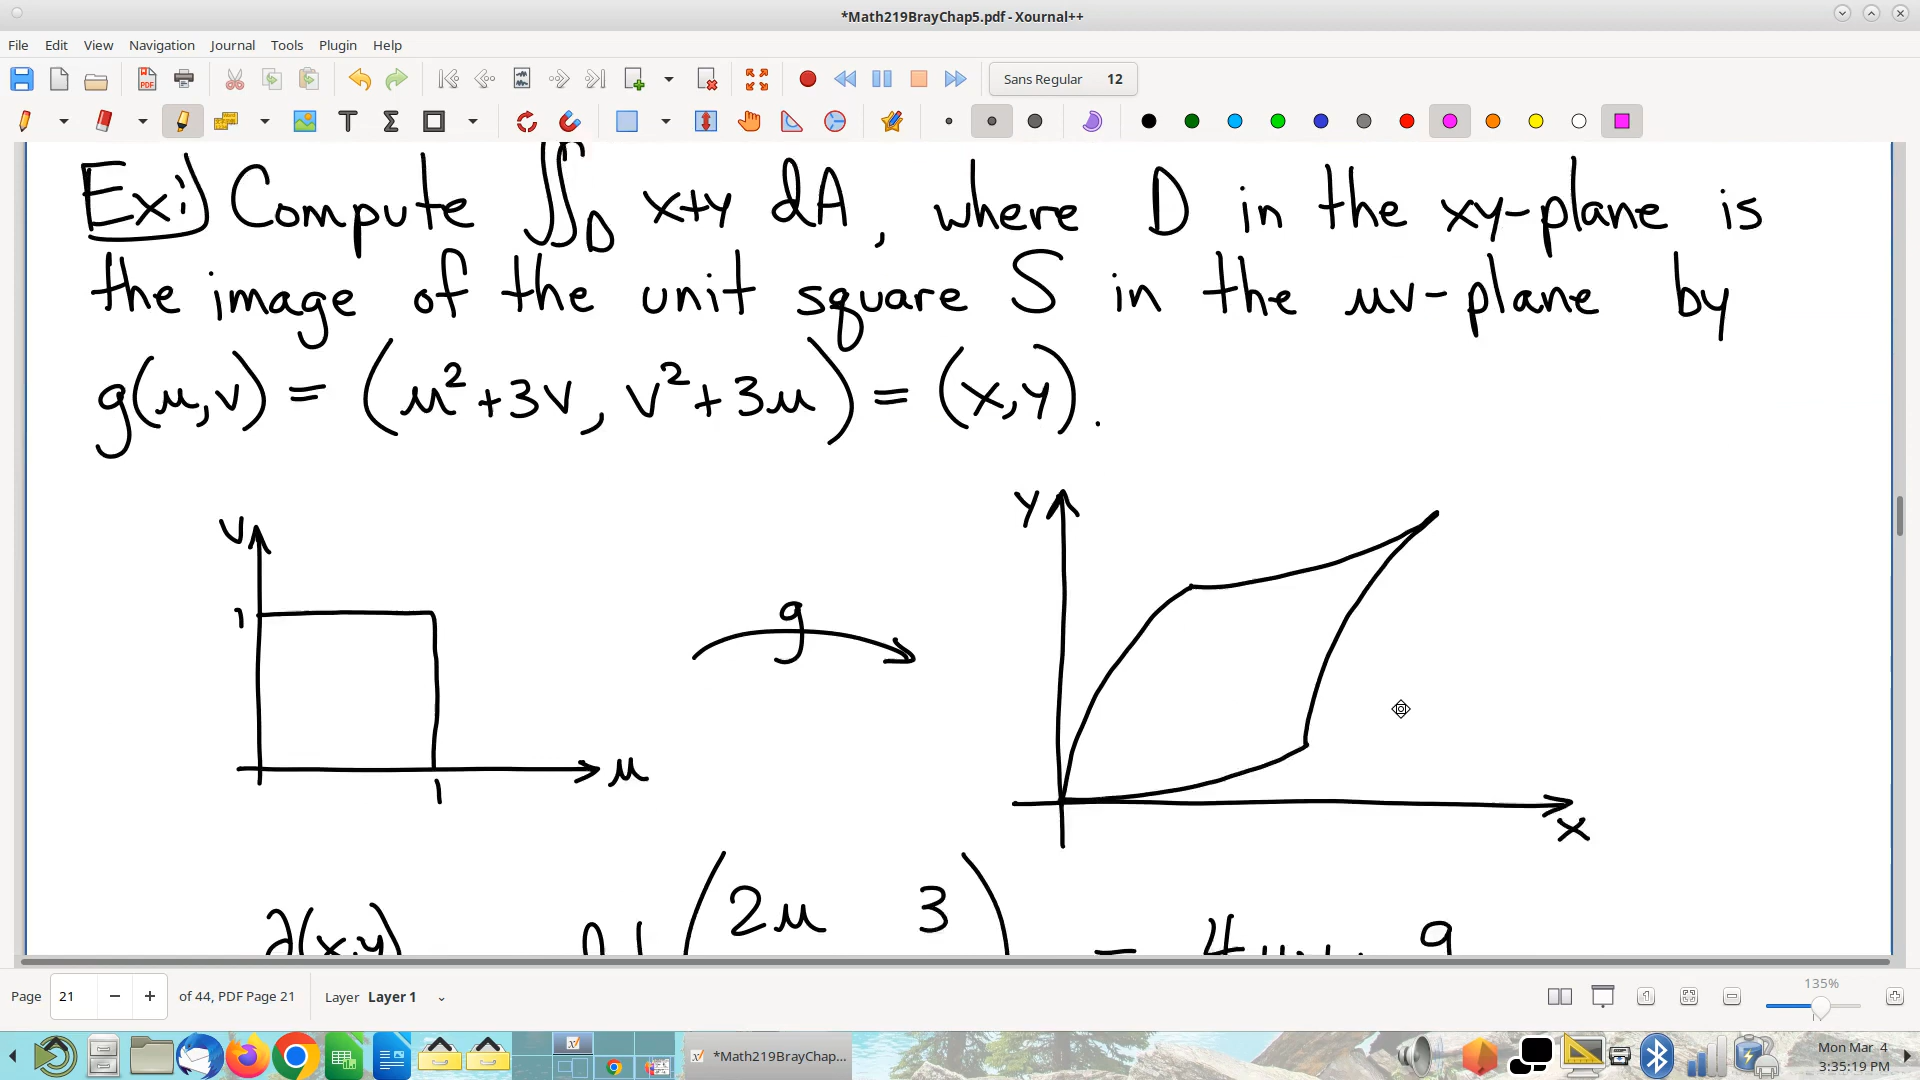 *Math219BrayChap5.pdf - Xournal++
File Edit View Navigation Journal Tools Plugin Help
Sans Regular 12
Ex: Compute ∬_D x+y dA, where D in the xy-plane is
the image of the unit square S in the uv-plane by
g(u,v) = (u²+3v, v²+3u) = (x,y).
v
1
1
u
g
y
x
∂(x,y)
2u 3
= 4uv - 9
Page 21 of 44, PDF Page 21 Layer Layer 1
135%
*Math219BrayChap...
Mon Mar 4
3:35:19 PM